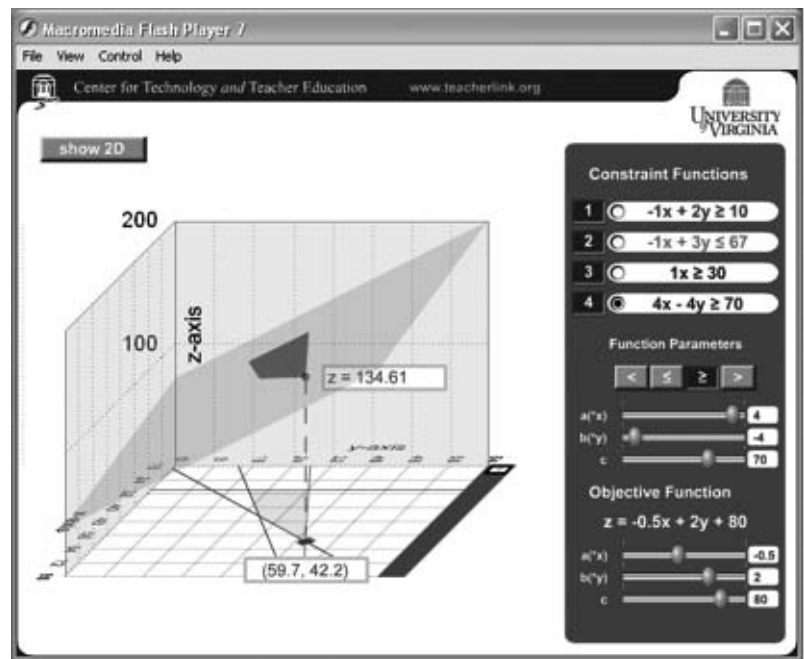 Macromedia Flash Player 7
File View Control Help
Center for Technology and Teacher Education www.teacherlink.org
UNIVERSITY
of VIRGINIA
show 2D
Constraint Functions
1 -1x + 2y ≥ 10
2 -1x + 3y ≤ 67
3 1x ≥ 30
4 4x - 4y ≥ 70
Function Parameters
< ≤ ≥ >
a(*x) 4
b(*y) -4
c 70
Objective Function
z = -0.5x + 2y + 80
a(*x) -0.5
b(*y) 2
c 80
200
100
z-axis
z = 134.61
y-axis
(59.7, 42.2)